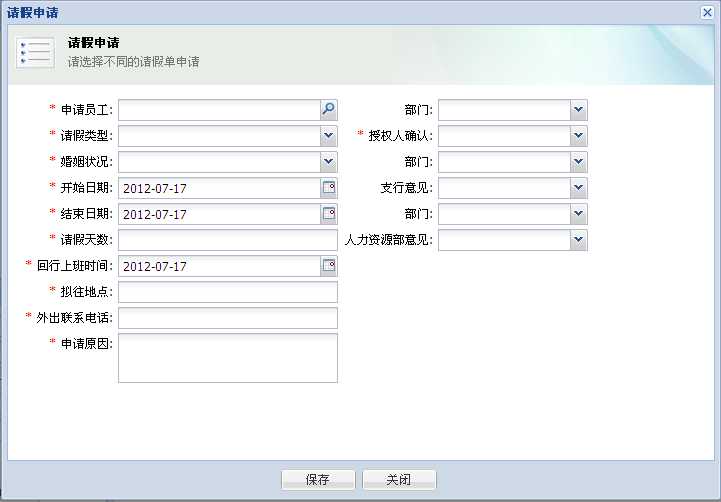 请假申请
请假申请
请选择不同的请假单申请
* 申请员工: 部门:
* 请假类型: * 授权人确认:
* 婚姻状况: 部门:
* 开始日期: 2012-07-17 支行意见:
* 结束日期: 2012-07-17 部门:
* 请假天数: 人力资源部意见:
* 回行上班时间: 2012-07-17
* 拟往地点:
* 外出联系电话:
* 申请原因:
保存 关闭